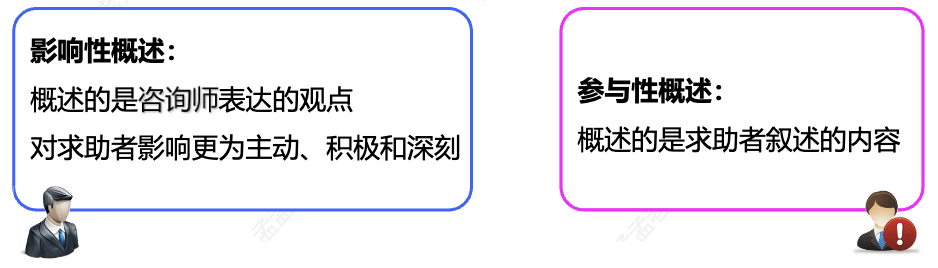 影响性概述：
概述的是咨询师表达的观点
对求助者影响更为主动、积极和深刻
参与性概述：
概述的是求助者叙述的内容